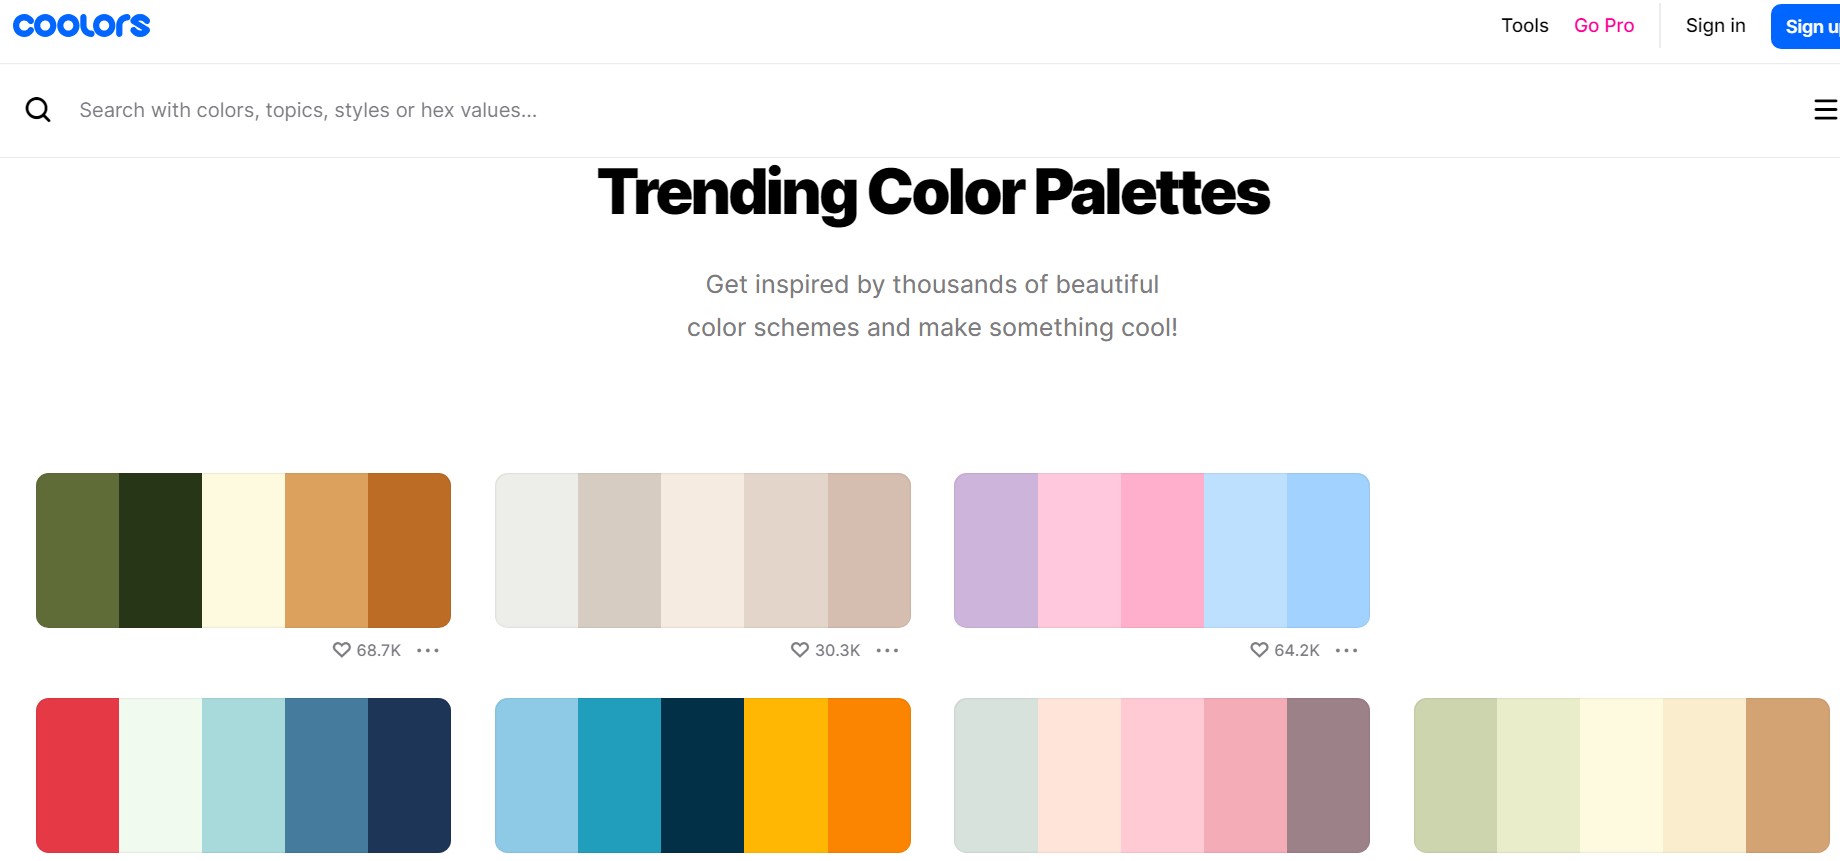 coolors
Tools Go Pro Sign in Sign u
Search with colors, topics, styles or hex values...
Trending Color Palettes
Get inspired by thousands of beautiful
color schemes and make something cool!
68.7K 30.3K 64.2K